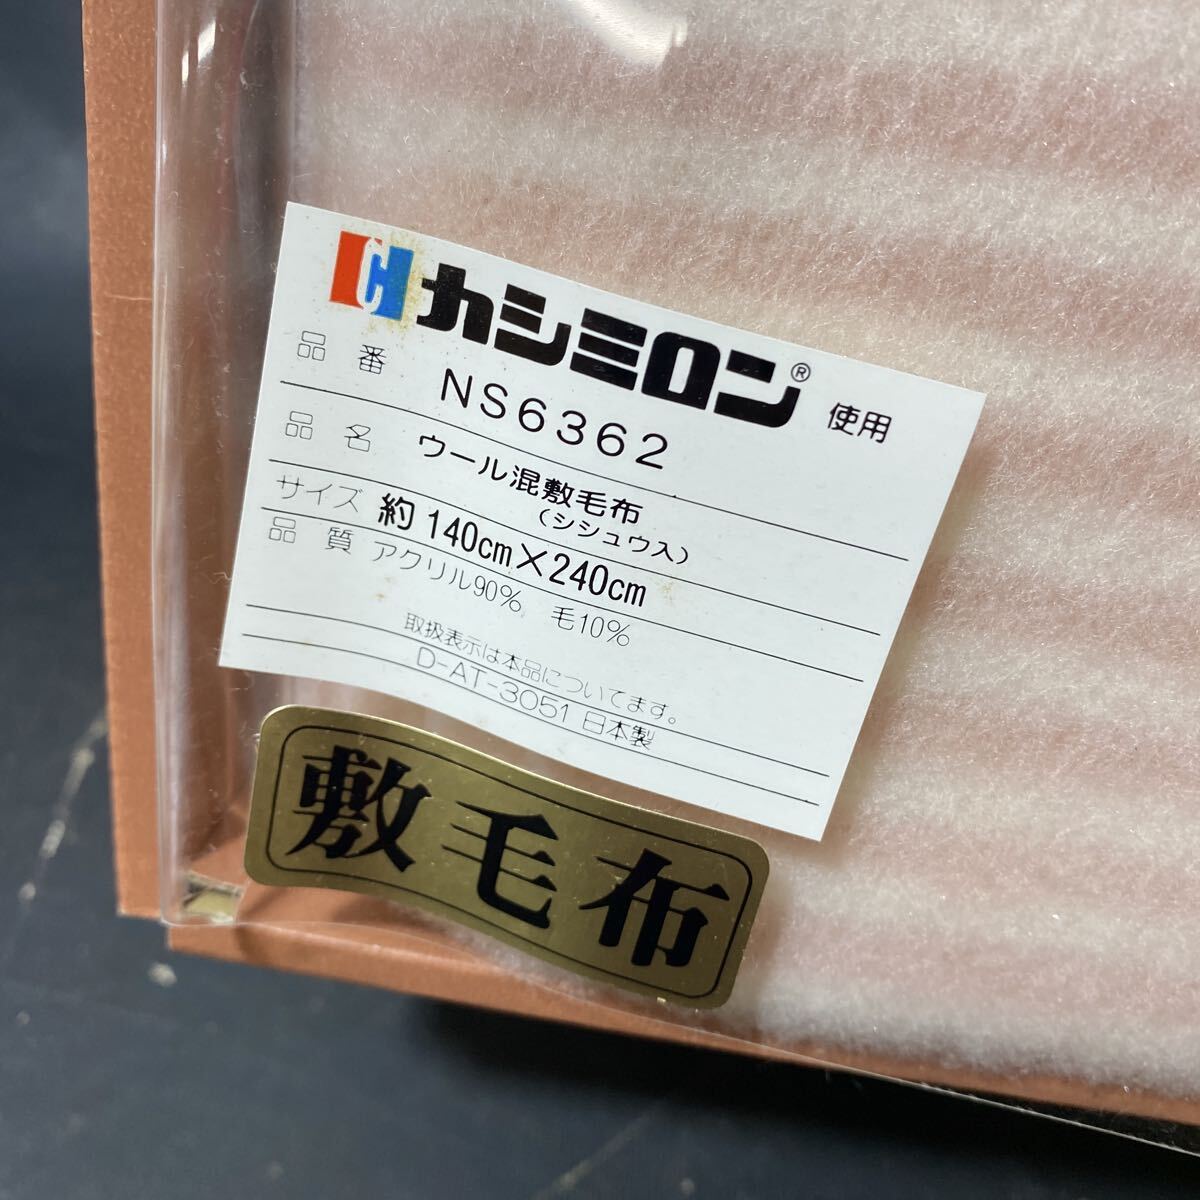 カシミロン® 使用
品番 NS6362
品名 ウール混敷毛布
(シシュウ入)
サイズ 約140cm×240cm
品質 アクリル90% 毛10%
取扱表示は本品についてます。
D-AT-3051 日本製
敷毛布